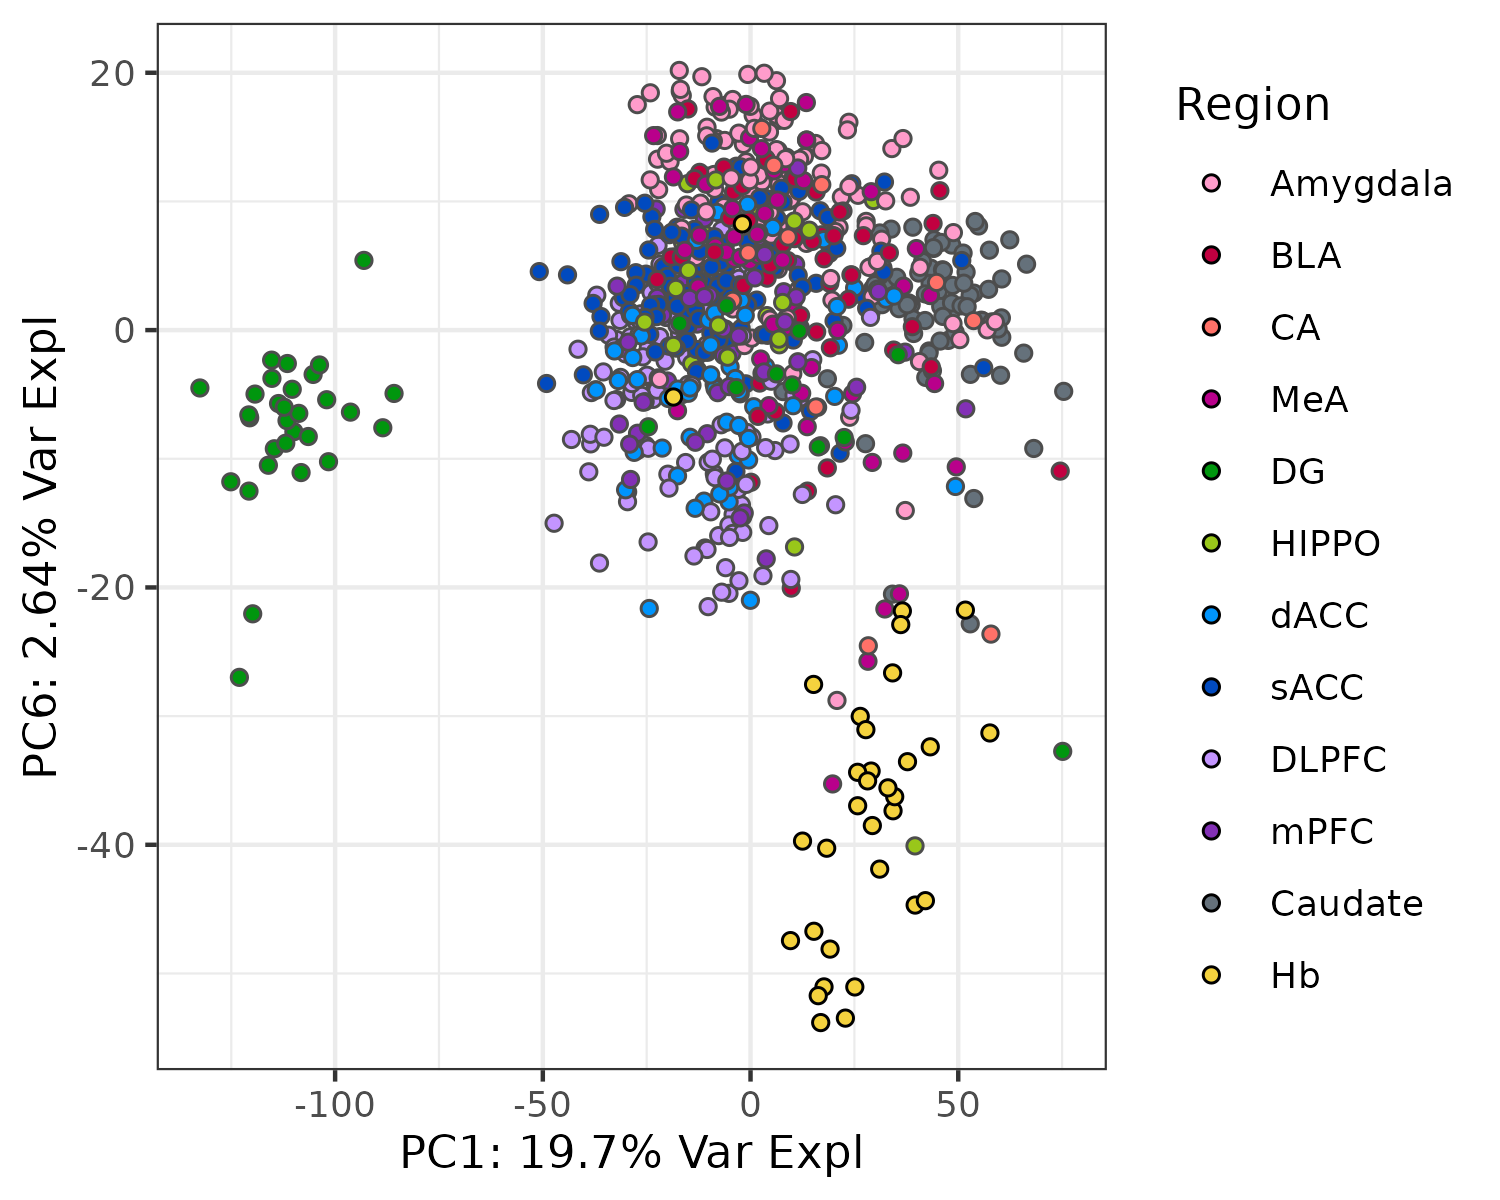 20
0
-20
-40
PC6: 2.64% Var Expl
-100
-50
0
50
PC1: 19.7% Var Expl
Region
Amygdala
BLA
CA
MeA
DG
HIPPO
dACC
sACC
DLPFC
mPFC
Caudate
Hb